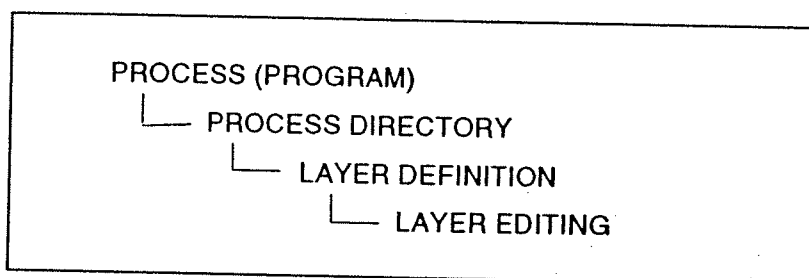 PROCESS (PROGRAM)
PROCESS DIRECTORY
LAYER DEFINITION
LAYER EDITING